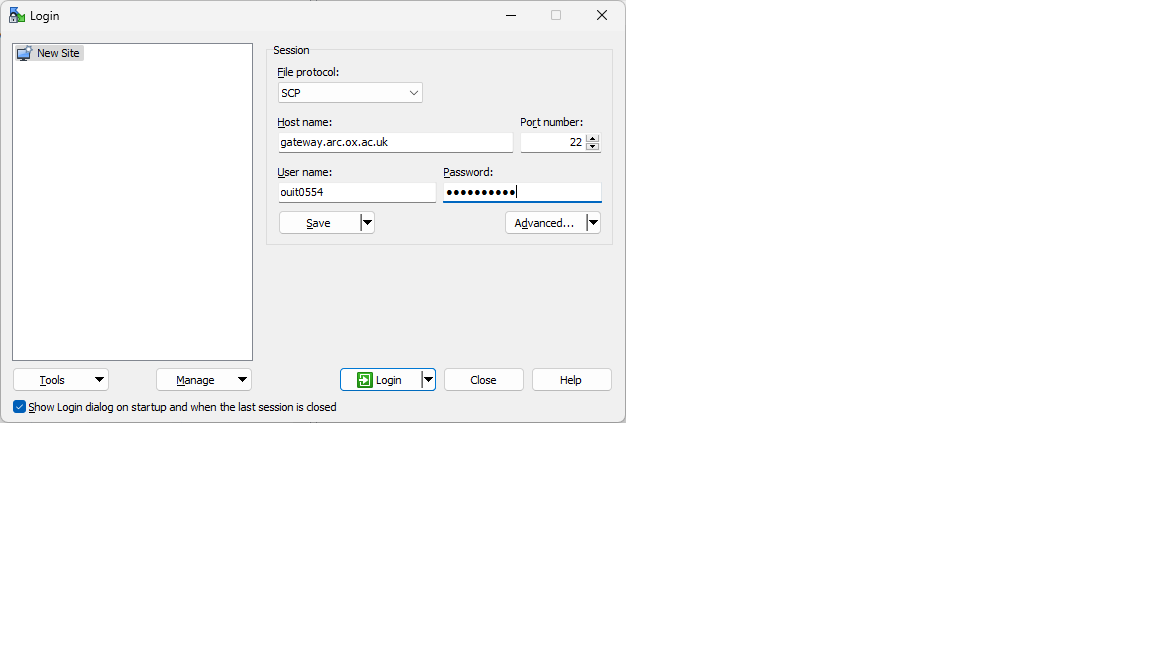 Login
New Site
Session
File protocol:
SCP
Host name:
Port number:
gateway.arc.ox.ac.uk
22
User name:
Password:
ouit0554
●●●●●●●●●●
Save
Advanced...
Tools
Manage
Login
Close
Help
Show Login dialog on startup and when the last session is closed